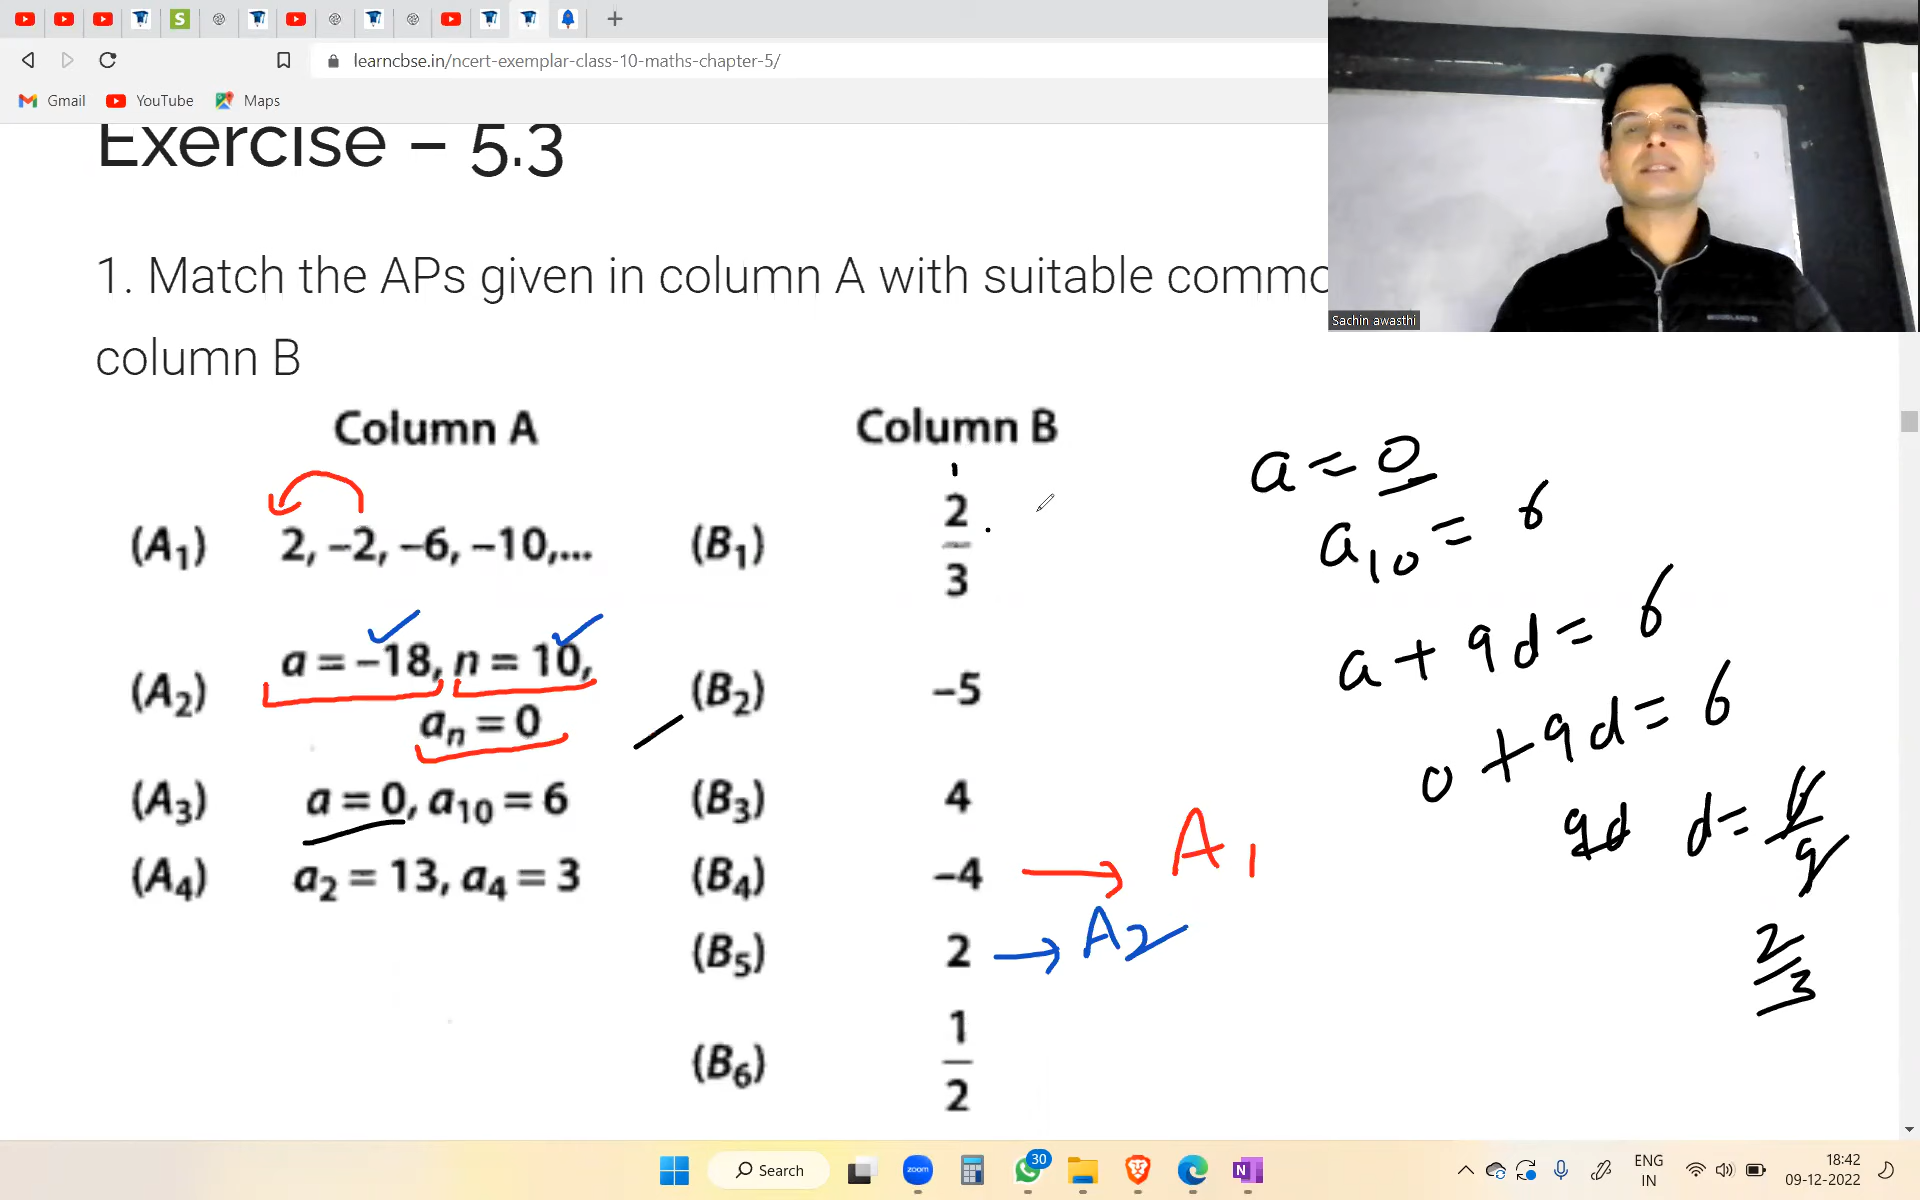 learncbse.in/ncert-exemplar-class-10-maths-chapter-5/
Gmail YouTube Maps
Exercise – 5.3
1. Match the APs given in column A with suitable commo
column B
Sachin awasthi
Column A Column B
(A₁) 2, –2, –6, –10,... (B₁) 2/3
(A₂) a = –18, n = 10, (B₂) –5
aₙ = 0
(A₃) a = 0, a₁₀ = 6 (B₃) 4
(A₄) a₂ = 13, a₄ = 3 (B₄) –4 → A₁
(B₅) 2 → A₂
(B₆) 1/2
a = 0
a₁₀ = 6
a + 9d = 6
0 + 9d = 6
9d d = 6/9
2/3
Search
zoom
30
N
ENG
IN
18:42
09-12-2022